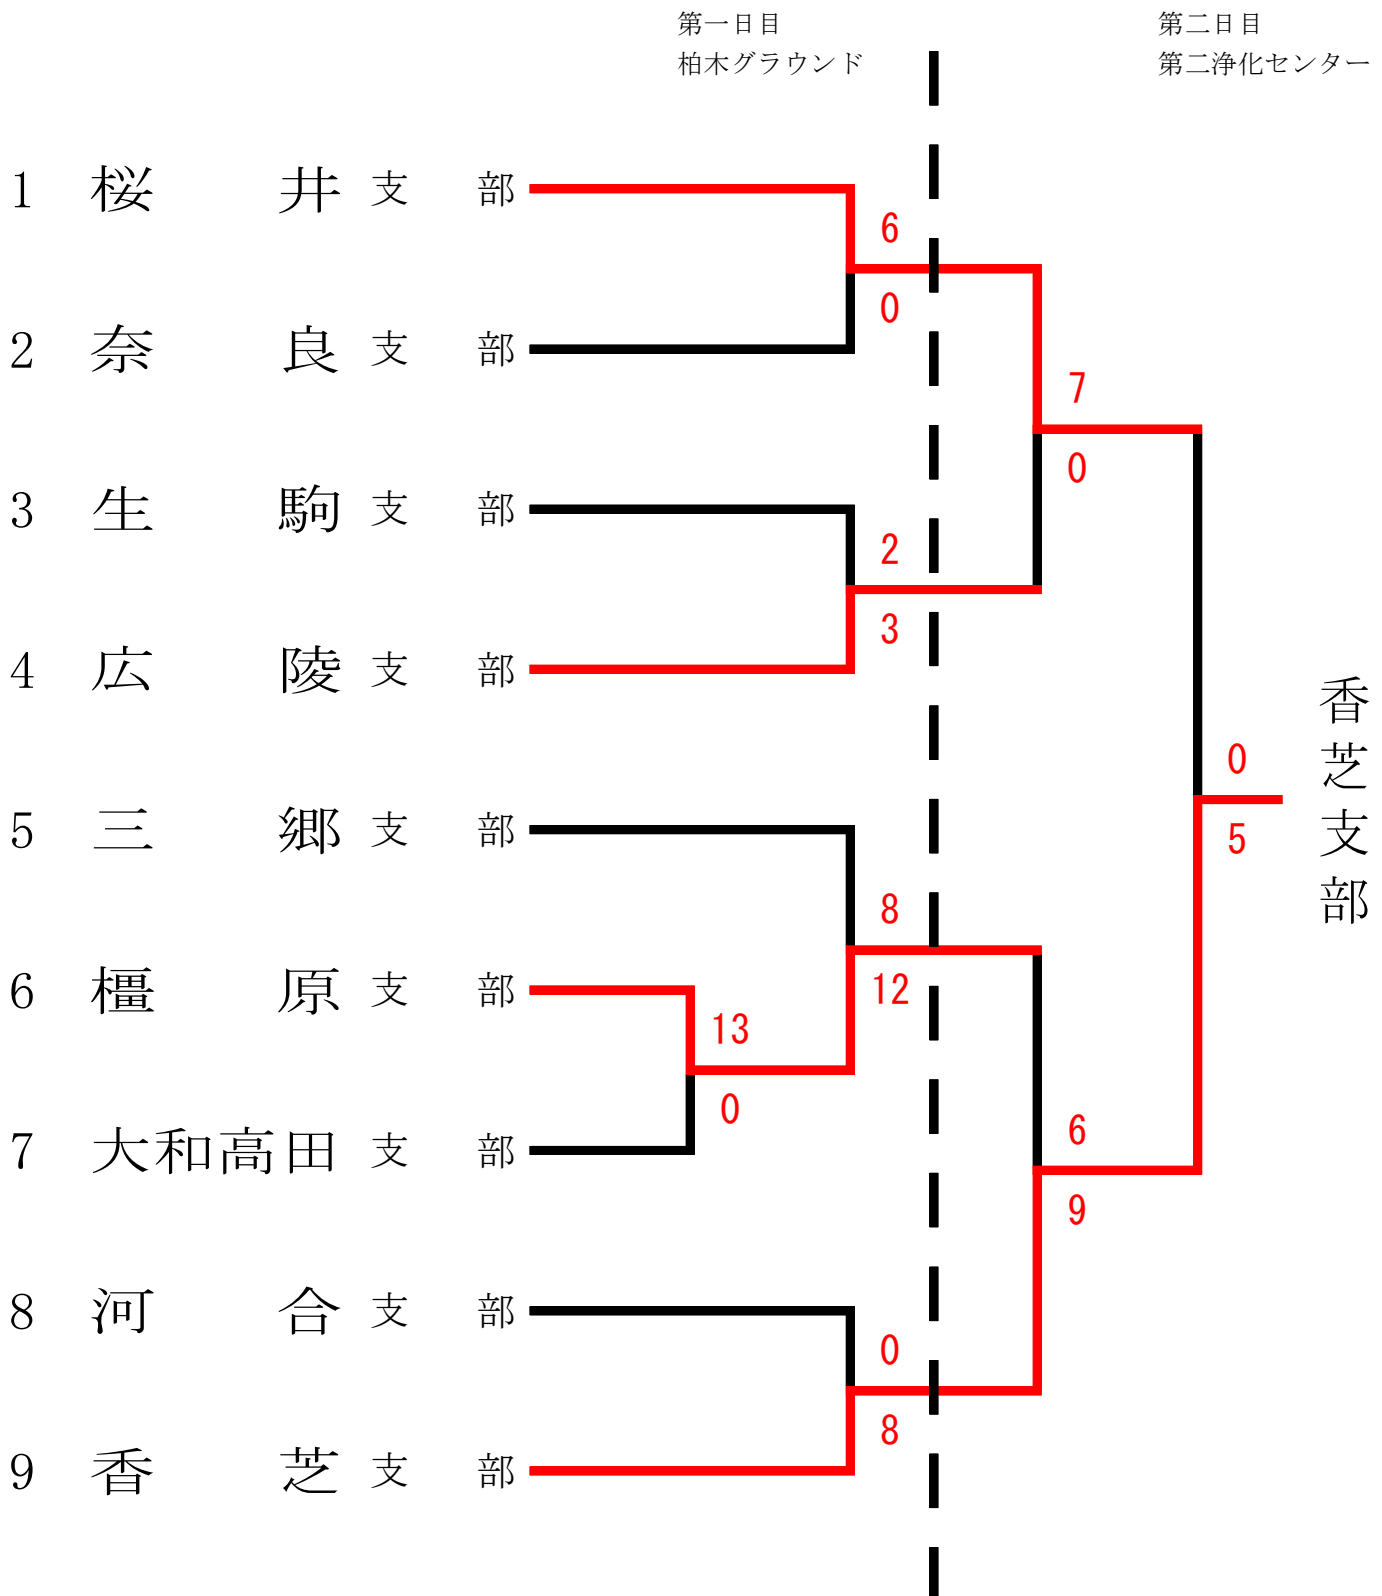 第一日目
柏木グラウンド
第二日目
第二浄化センター
1 桜井支部
6
0
2 奈良支部
7
0
3 生駒支部
2
3
4 広陵支部
香芝支部
0
5
5 三郷支部
8
12
6 橿原支部
13
0
7 大和高田支部
6
9
8 河合支部
0
8
9 香芝支部